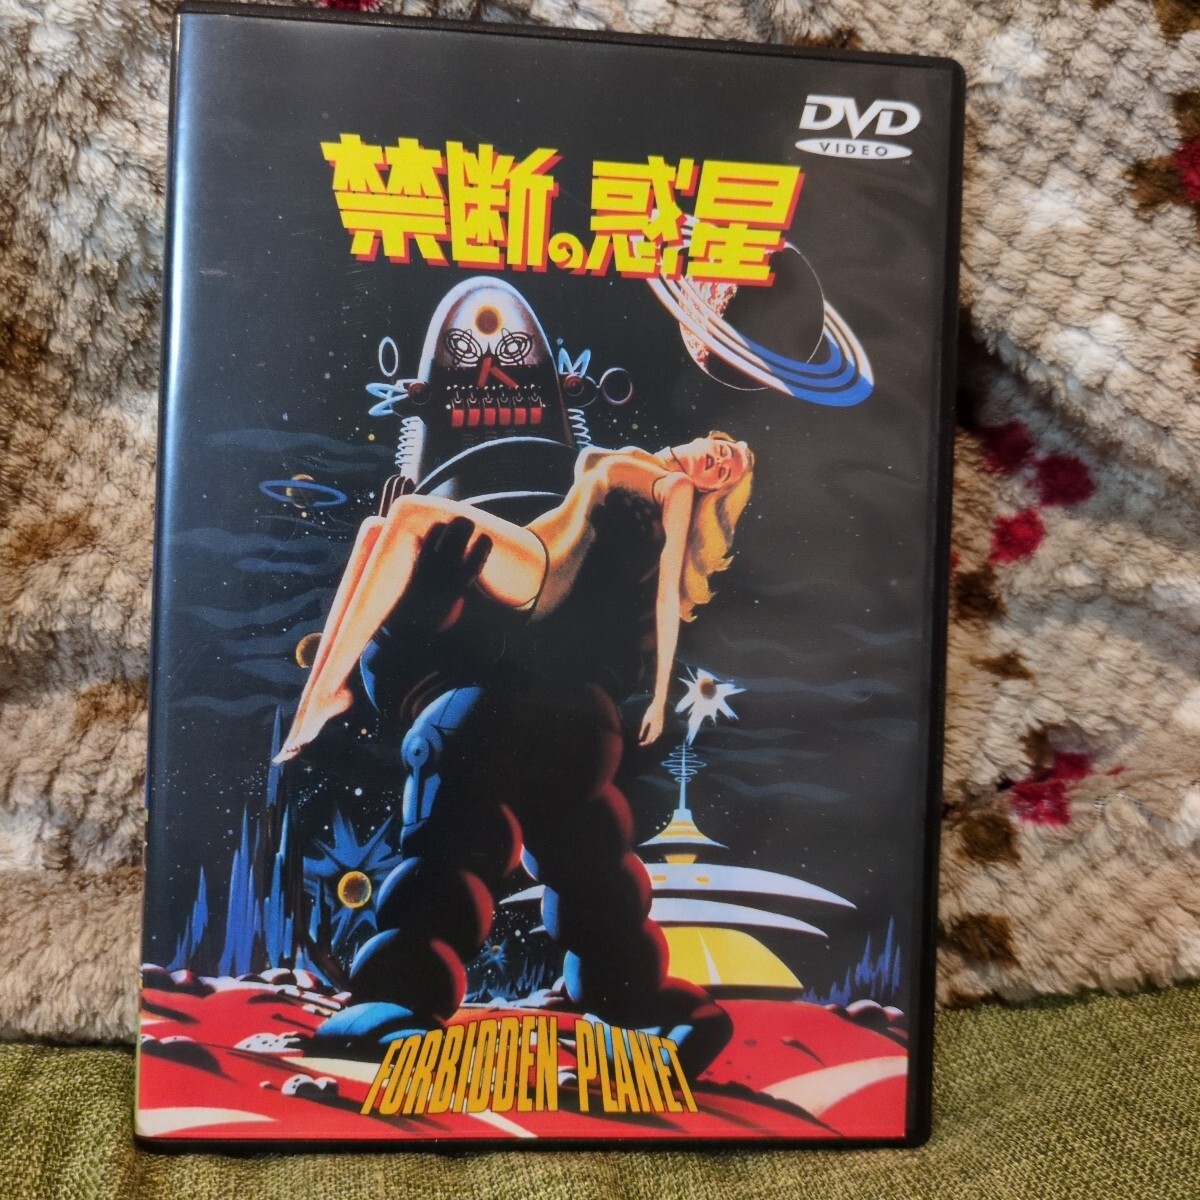 DVD
VIDEO
禁断の惑星
FORBIDDEN PLANET